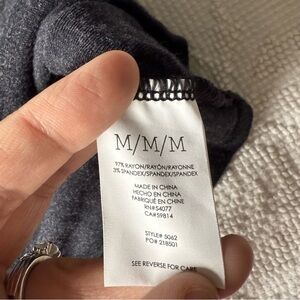 M/M/M
97% RAYON/RAYÓN/RAYONNE
3% SPANDEX/SPANDEX/SPANDEX
MADE IN CHINA
HECHO EN CHINA
FABRIQUÉ EN CHINE
RN#54077
CA#59814
STYLE# 5062
PO# 218501
SEE REVERSE FOR CARE